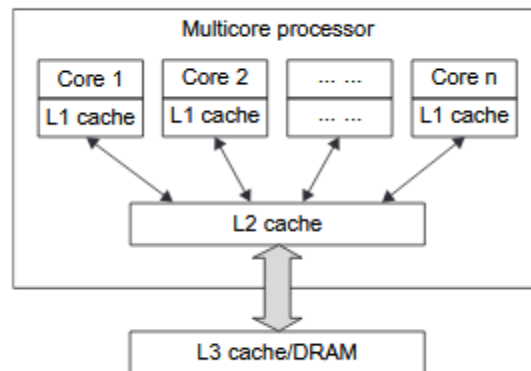 Multicore processor
Core 1 Core 2 ... ... Core n
L1 cache L1 cache ... ... L1 cache
L2 cache
L3 cache/DRAM